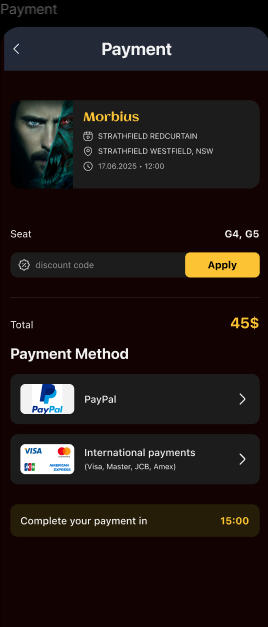 Payment
Payment
Morbius
STRATHFIELD REDCURTAIN
STRATHFIELD WESTFIELD, NSW
17.06.2025 • 12:00
Seat
G4, G5
discount code
Apply
Total
45$
Payment Method
PayPal
PayPal
VISA
JCB
AMERICAN
EXPRESS
International payments
(Visa, Master, JCB, Amex)
Complete your payment in
15:00